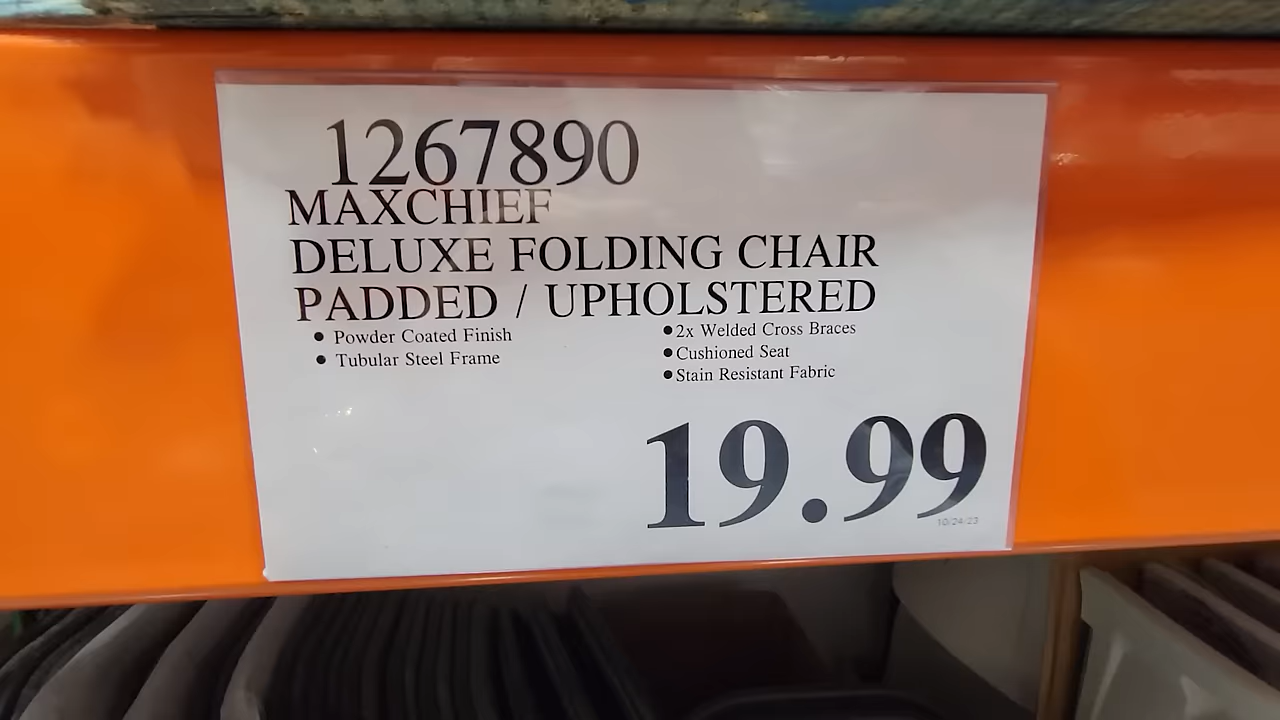 1267890
MAXCHIEF
DELUXE FOLDING CHAIR
PADDED / UPHOLSTERED
• Powder Coated Finish
• Tubular Steel Frame
• 2x Welded Cross Braces
• Cushioned Seat
• Stain Resistant Fabric
19.99
10/24/23